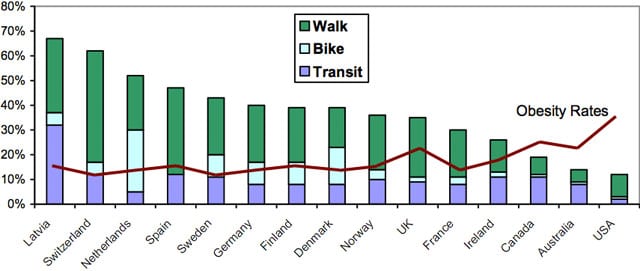 80%
70%
60%
50%
40%
30%
20%
10%
0%
Walk
Bike
Transit
Obesity Rates
Latvia
Switzerland
Netherlands
Spain
Sweden
Germany
Finland
Denmark
Norway
UK
France
Ireland
Canada
Australia
USA